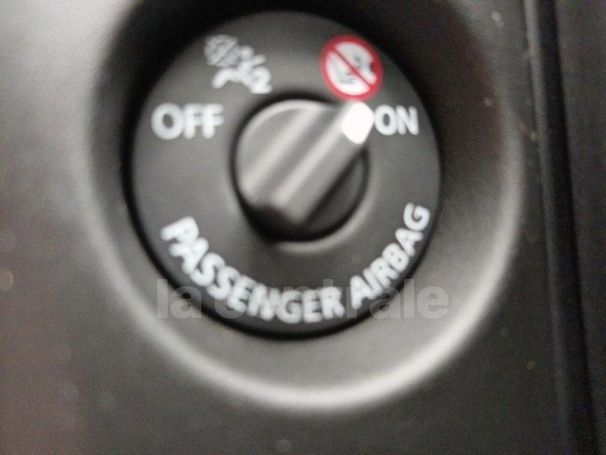 OFF
ON
PASSENGER AIRBAG
la centrale